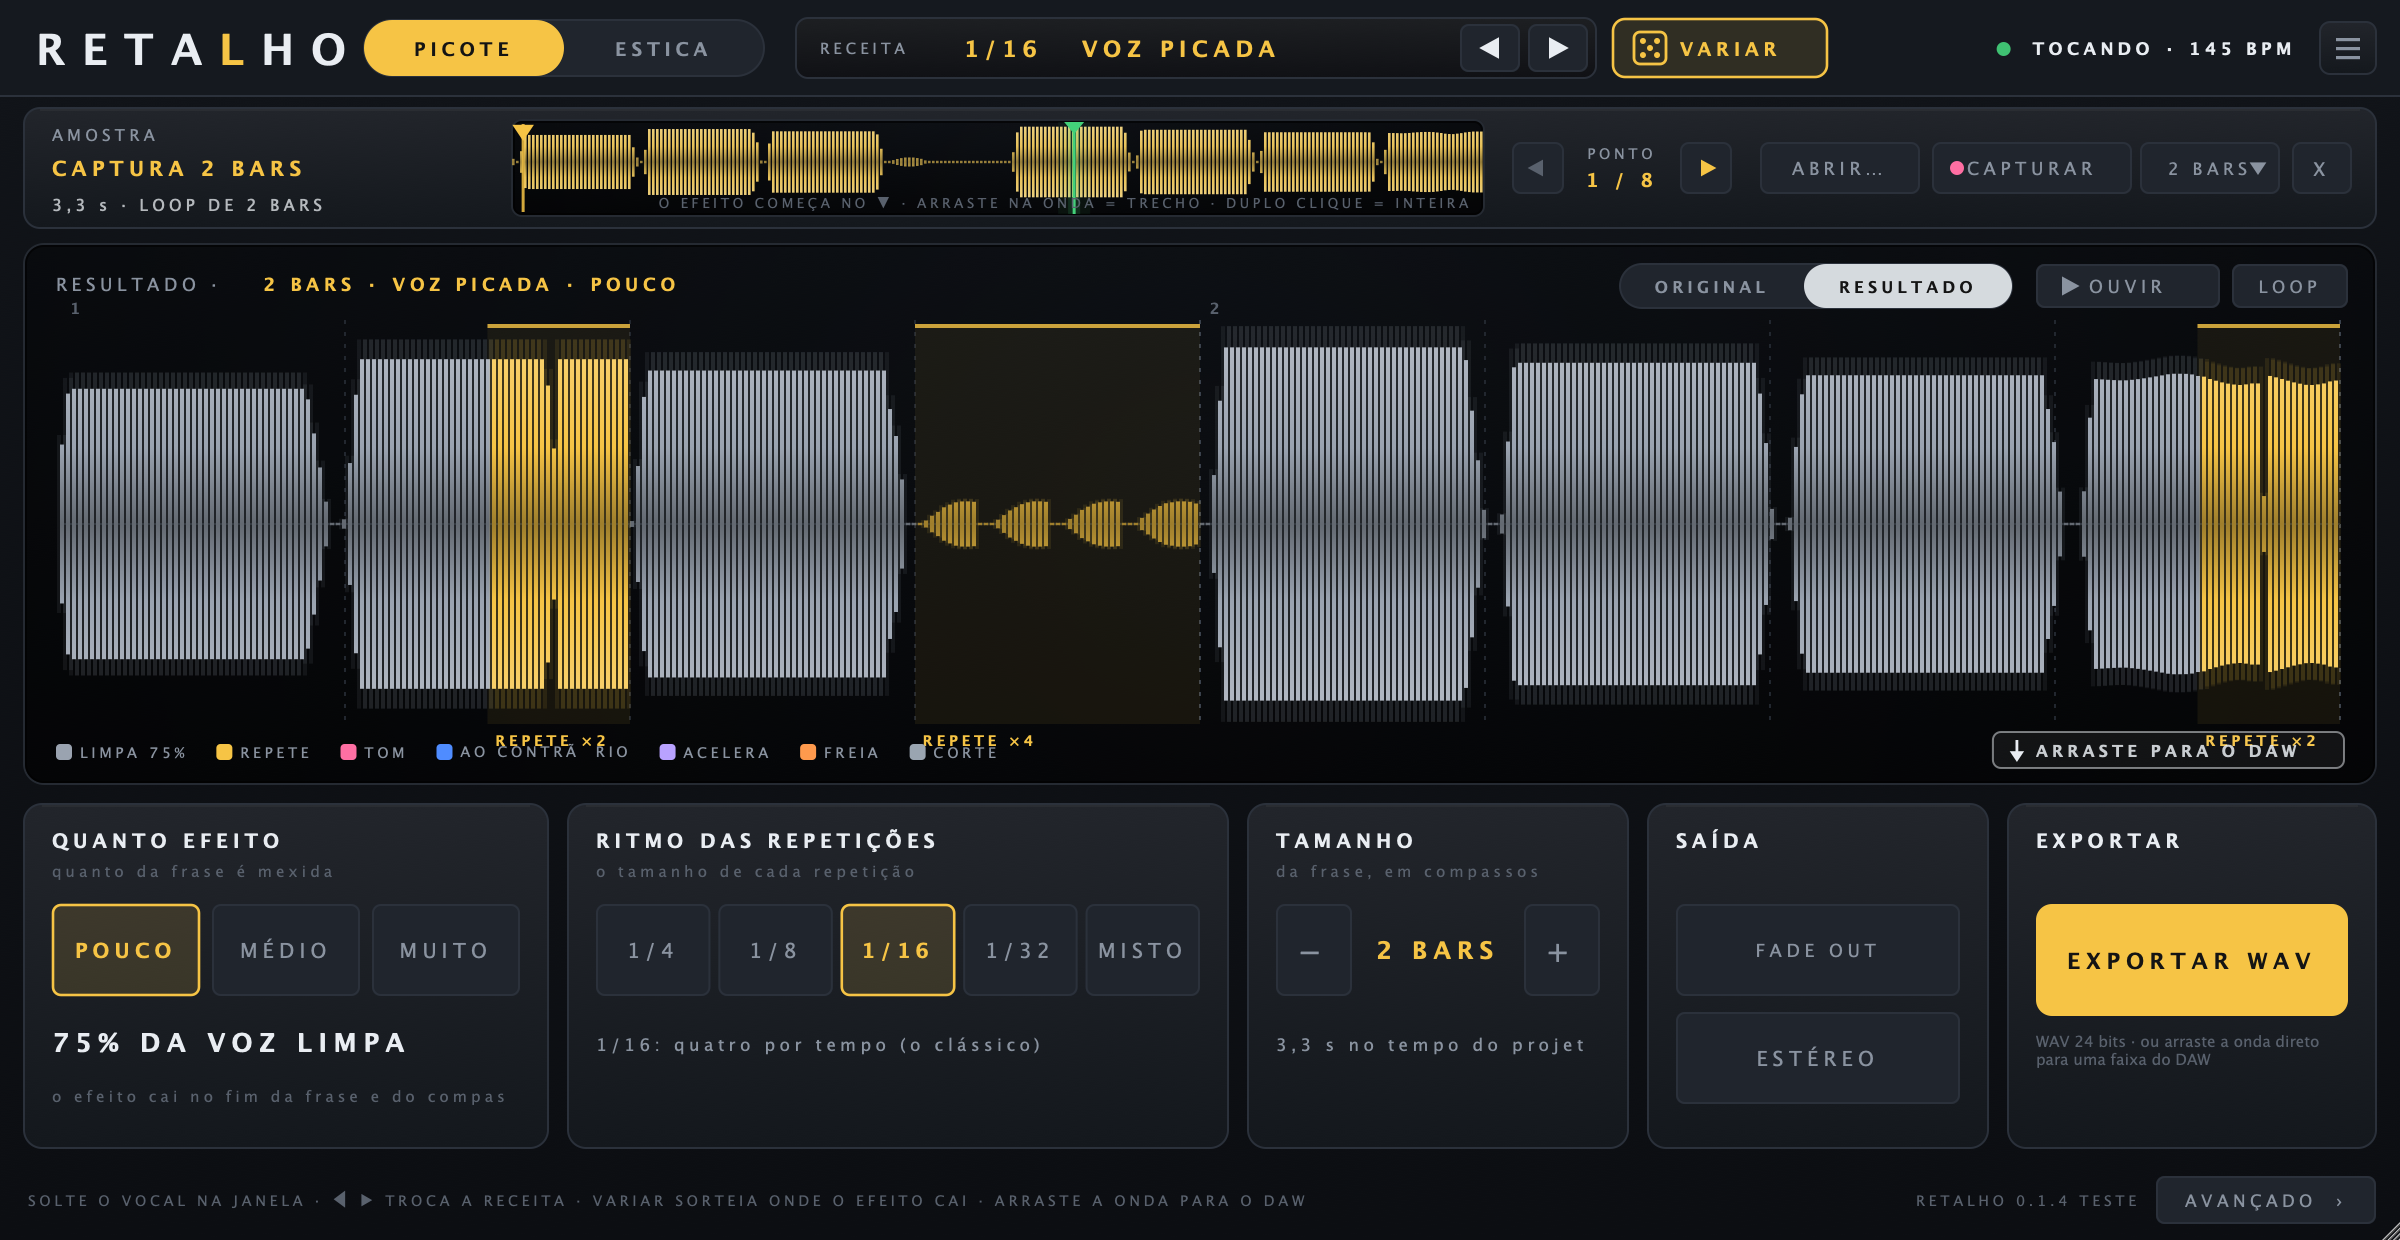 RETALHO
PICOTE
ESTICA
RECEITA
1/16 VOZ PICADA
VARIAR
TOCANDO · 145 BPM
AMOSTRA
CAPTURA 2 BARS
3,3 s · LOOP DE 2 BARS
O EFEITO COMEÇA NO ▼ · ARRASTE NA ONDA = TRECHO · DUPLO CLIQUE = INTEIRA
PONTO
1 / 8
ABRIR...
CAPTURAR
2 BARS
X
RESULTADO · 2 BARS · VOZ PICADA · POUCO
ORIGINAL
RESULTADO
OUVIR
LOOP
1
2
REPETE ×2
REPETE ×4
REPETE ×2
LIMPA 75%
REPETE
TOM
AO CONTRÁRIO
ACELERA
FREIA
CORTE
ARRASTE PARA O DAW
QUANTO EFEITO
quanto da frase é mexida
POUCO
MÉDIO
MUITO
75% DA VOZ LIMPA
o efeito cai no fim da frase e do compas
RITMO DAS REPETIÇÕES
o tamanho de cada repetição
1/4
1/8
1/16
1/32
MISTO
1/16: quatro por tempo (o clássico)
TAMANHO
da frase, em compassos
−
2 BARS
+
3,3 s no tempo do projet
SAÍDA
FADE OUT
ESTÉREO
EXPORTAR
EXPORTAR WAV
WAV 24 bits · ou arraste a onda direto
para uma faixa do DAW
SOLTE O VOCAL NA JANELA · ◀ ▶ TROCA A RECEITA · VARIAR SORTEIA ONDE O EFEITO CAI · ARRASTE A ONDA PARA O DAW
RETALHO 0.1.4 TESTE
AVANÇADO ›